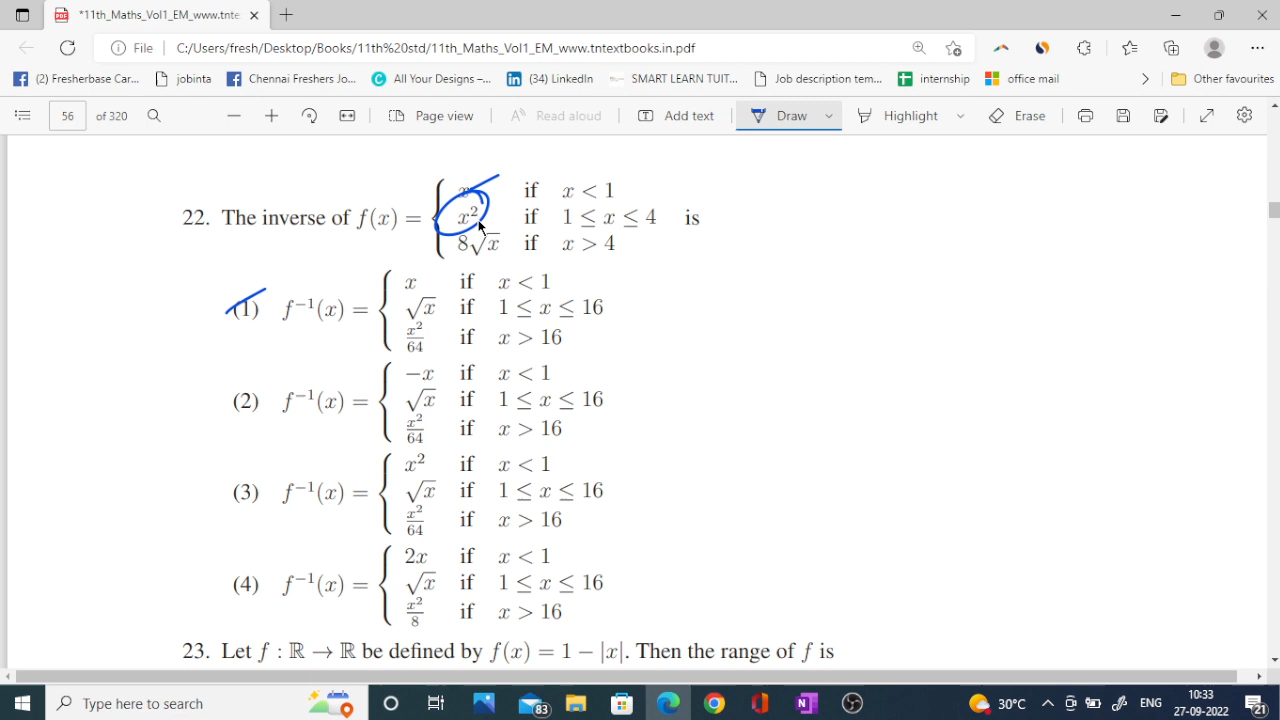 *11th_Maths_Vol1_EM_www.tnte
File
C:/Users/fresh/Desktop/Books/11th%20std/11th_Maths_Vol1_EM_www.tntextbooks.in.pdf
(2) Fresherbase Car... jobinta Chennai Freshers Jo... All Your Designs –... (34) LinkedIn SMART LEARN TUIT... Job description tem... internship office mail Other favourites
56 of 320 Page view Read aloud Add text Draw Highlight Erase
22. The inverse of f(x) = { x if x < 1
x² if 1 ≤ x ≤ 4 is
8√x if x > 4
(1) f⁻¹(x) = { x if x < 1
√x if 1 ≤ x ≤ 16
x²/64 if x > 16
(2) f⁻¹(x) = { −x if x < 1
√x if 1 ≤ x ≤ 16
x²/64 if x > 16
(3) f⁻¹(x) = { x² if x < 1
√x if 1 ≤ x ≤ 16
x²/64 if x > 16
(4) f⁻¹(x) = { 2x if x < 1
√x if 1 ≤ x ≤ 16
x²/8 if x > 16
23. Let f : ℝ → ℝ be defined by f(x) = 1 − |x|. Then the range of f is
Type here to search
83
30°C
ENG
10:33
27-09-2022
21